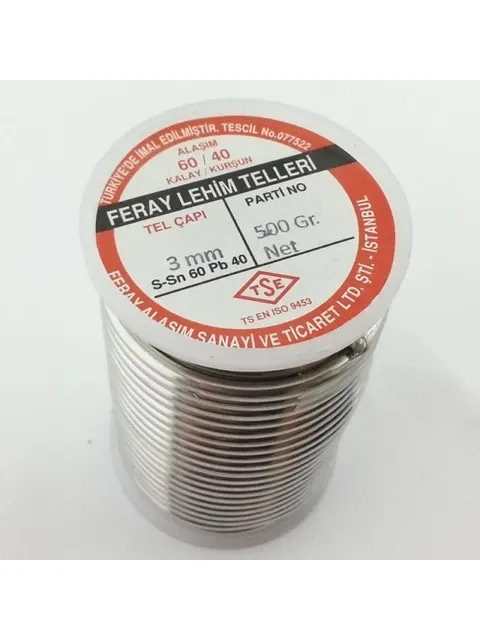 TÜRKİYE'DE İMAL EDİLMİŞTİR. TESCİL No.077522
ALAŞIM
60 / 40
KALAY / KURŞUN
FERAY LEHİM TELLERİ
TEL ÇAPI
PARTİ NO
3 mm
500 Gr.
Net
S-Sn 60 Pb 40
TSE
TS EN ISO 9453
FERAY ALAŞIM SANAYİ VE TİCARET LTD. ŞTİ. - İSTANBUL